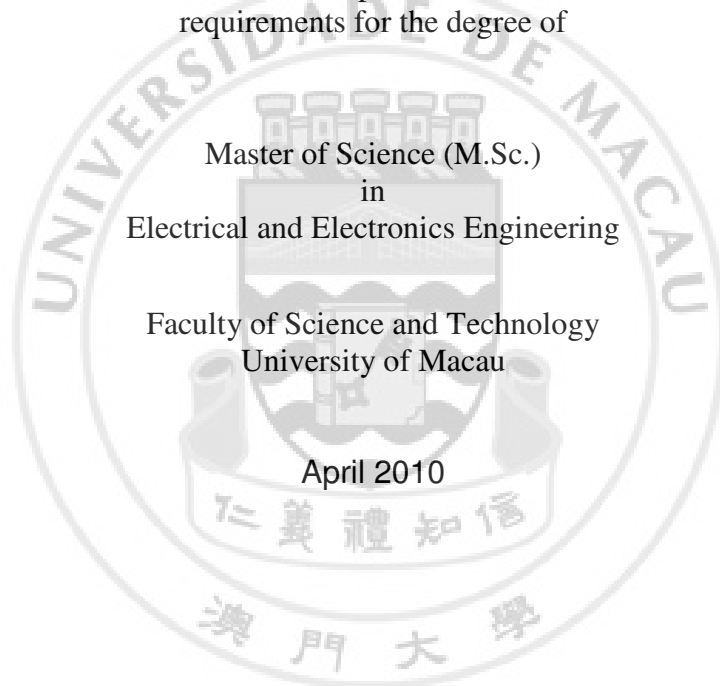 requirements for the degree of
UNIVERSIDADE DE MACAU
Master of Science (M.Sc.)
in
Electrical and Electronics Engineering
Faculty of Science and Technology
University of Macau
April 2010
仁義禮知信
澳門大學